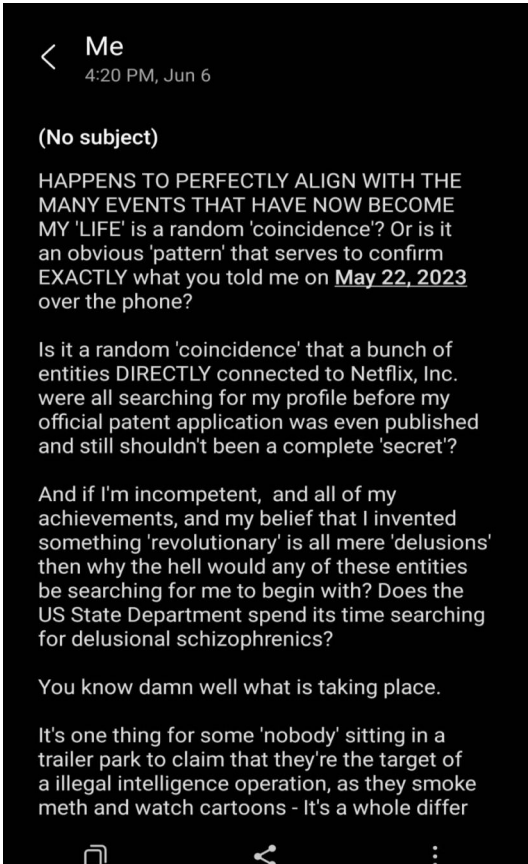 Me
4:20 PM, Jun 6
(No subject)
HAPPENS TO PERFECTLY ALIGN WITH THE
MANY EVENTS THAT HAVE NOW BECOME
MY 'LIFE' is a random 'coincidence'? Or is it
an obvious 'pattern' that serves to confirm
EXACTLY what you told me on May 22, 2023
over the phone?
Is it a random 'coincidence' that a bunch of
entities DIRECTLY connected to Netflix, Inc.
were all searching for my profile before my
official patent application was even published
and still shouldn't been a complete 'secret'?
And if I'm incompetent,  and all of my
achievements, and my belief that I invented
something 'revolutionary' is all mere 'delusions'
then why the hell would any of these entities
be searching for me to begin with? Does the
US State Department spend its time searching
for delusional schizophrenics?
You know damn well what is taking place.
It's one thing for some 'nobody' sitting in a
trailer park to claim that they're the target of
a illegal intelligence operation, as they smoke
meth and watch cartoons - It's a whole differ